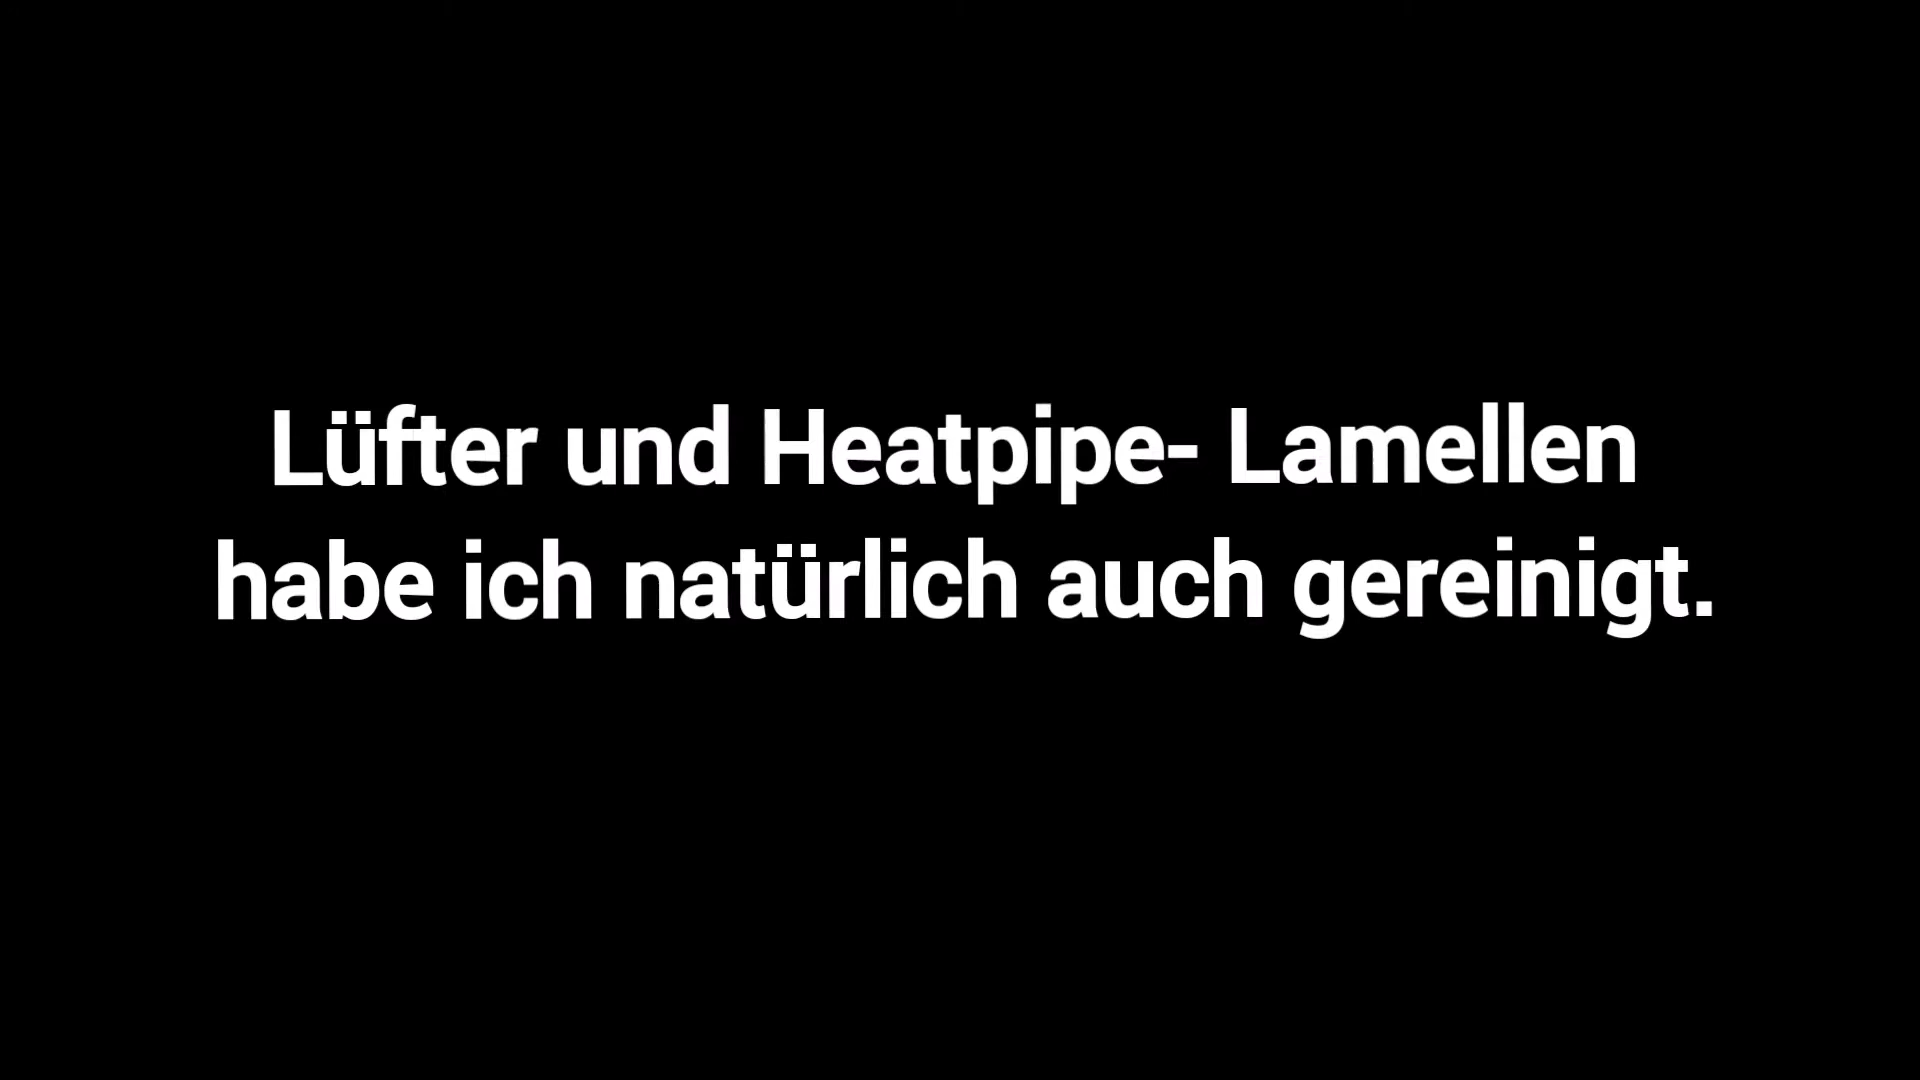 Lüfter und Heatpipe- Lamellen
habe ich natürlich auch gereinigt.